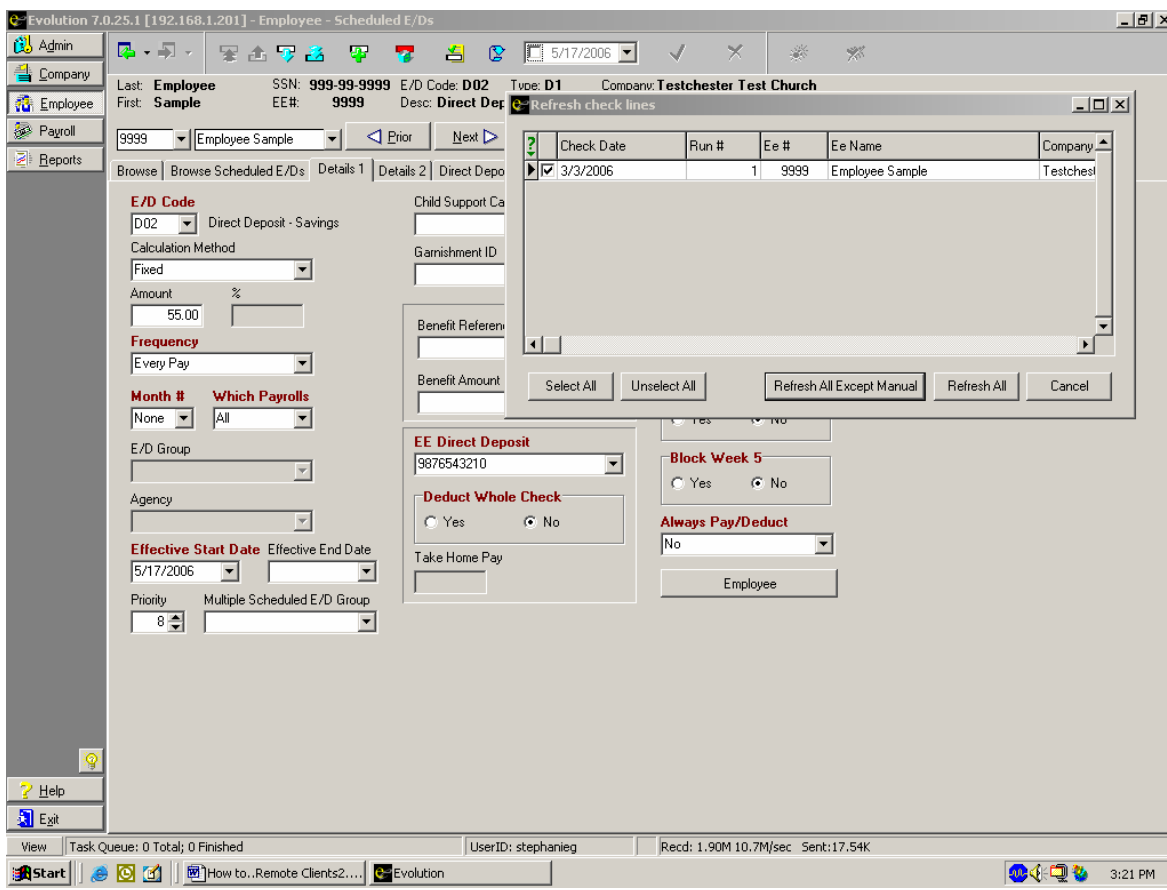 Evolution 7.0.25.1 [192.168.1.201] - Employee - Scheduled E/Ds
Admin
Company
Employee
Payroll
Reports
5/17/2006
Last: Employee SSN: 999-99-9999 E/D Code: D02 Type: D1 Company: Testchester Test Church
First: Sample EE#: 9999 Desc: Direct Dep
9999 Employee Sample Prior Next
Browse Browse Scheduled E/Ds Details 1 Details 2 Direct Depo
E/D Code
D02 Direct Deposit - Savings
Calculation Method
Fixed
Amount %
55.00
Frequency
Every Pay
Month # Which Payrolls
None All
E/D Group
Agency
Effective Start Date Effective End Date
5/17/2006
Priority Multiple Scheduled E/D Group
8
Child Support Ca
Garnishment ID
Benefit Referen
Benefit Amount
EE Direct Deposit
9876543210
Deduct Whole Check
Yes No
Take Home Pay
Refresh check lines
? Check Date Run # Ee # Ee Name Company
3/3/2006 1 9999 Employee Sample Testchest
Select All Unselect All Refresh All Except Manual Refresh All Cancel
Yes No
Block Week 5
Yes No
Always Pay/Deduct
No
Employee
Help
Exit
View Task Queue: 0 Total; 0 Finished UserID: stephanieg Recd: 1.90M 10.7M/sec Sent:17.54K
Start How to..Remote Clients2.... Evolution 3:21 PM